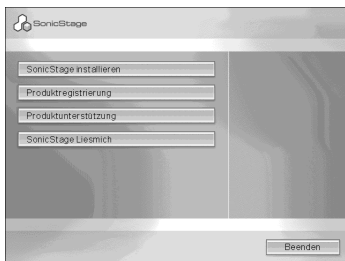 SonicStage
SonicStage installieren
Produktregistrierung
Produktunterstützung
SonicStage Liesmich
Beenden